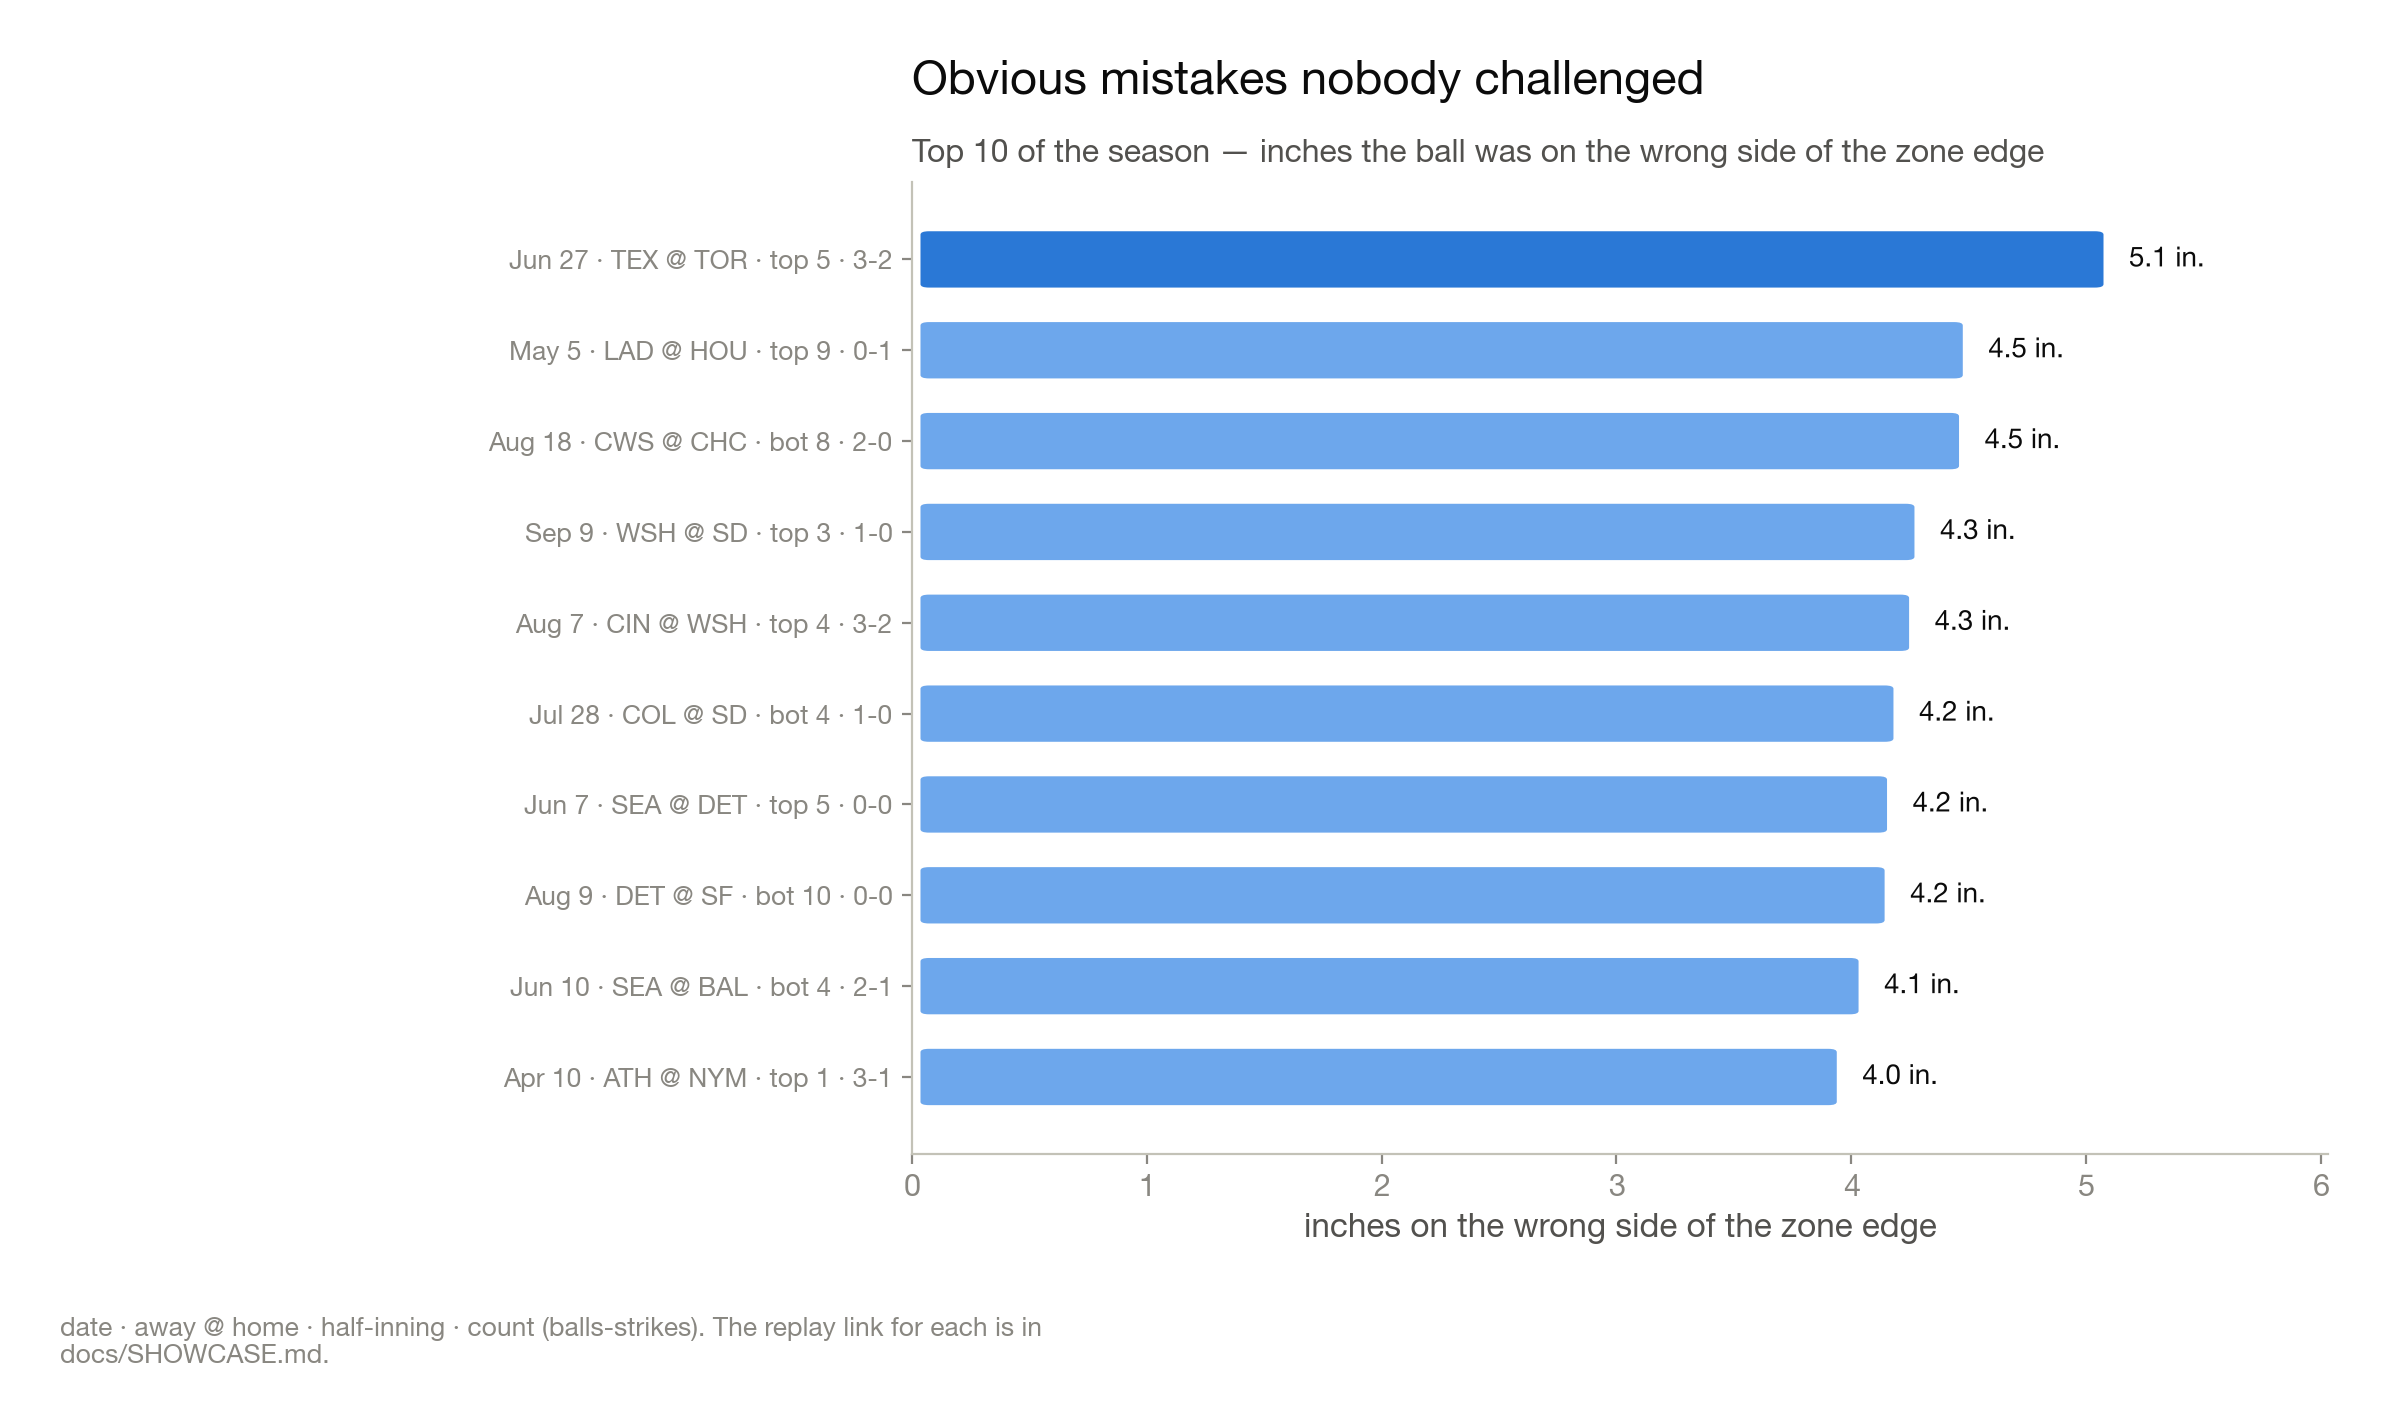 Obvious mistakes nobody challenged
Top 10 of the season — inches the ball was on the wrong side of the zone edge
Jun 27 · TEX @ TOR · top 5 · 3-2 5.1 in.
May 5 · LAD @ HOU · top 9 · 0-1 4.5 in.
Aug 18 · CWS @ CHC · bot 8 · 2-0 4.5 in.
Sep 9 · WSH @ SD · top 3 · 1-0 4.3 in.
Aug 7 · CIN @ WSH · top 4 · 3-2 4.3 in.
Jul 28 · COL @ SD · bot 4 · 1-0 4.2 in.
Jun 7 · SEA @ DET · top 5 · 0-0 4.2 in.
Aug 9 · DET @ SF · bot 10 · 0-0 4.2 in.
Jun 10 · SEA @ BAL · bot 4 · 2-1 4.1 in.
Apr 10 · ATH @ NYM · top 1 · 3-1 4.0 in.
0 1 2 3 4 5 6
inches on the wrong side of the zone edge
date · away @ home · half-inning · count (balls-strikes). The replay link for each is in
docs/SHOWCASE.md.